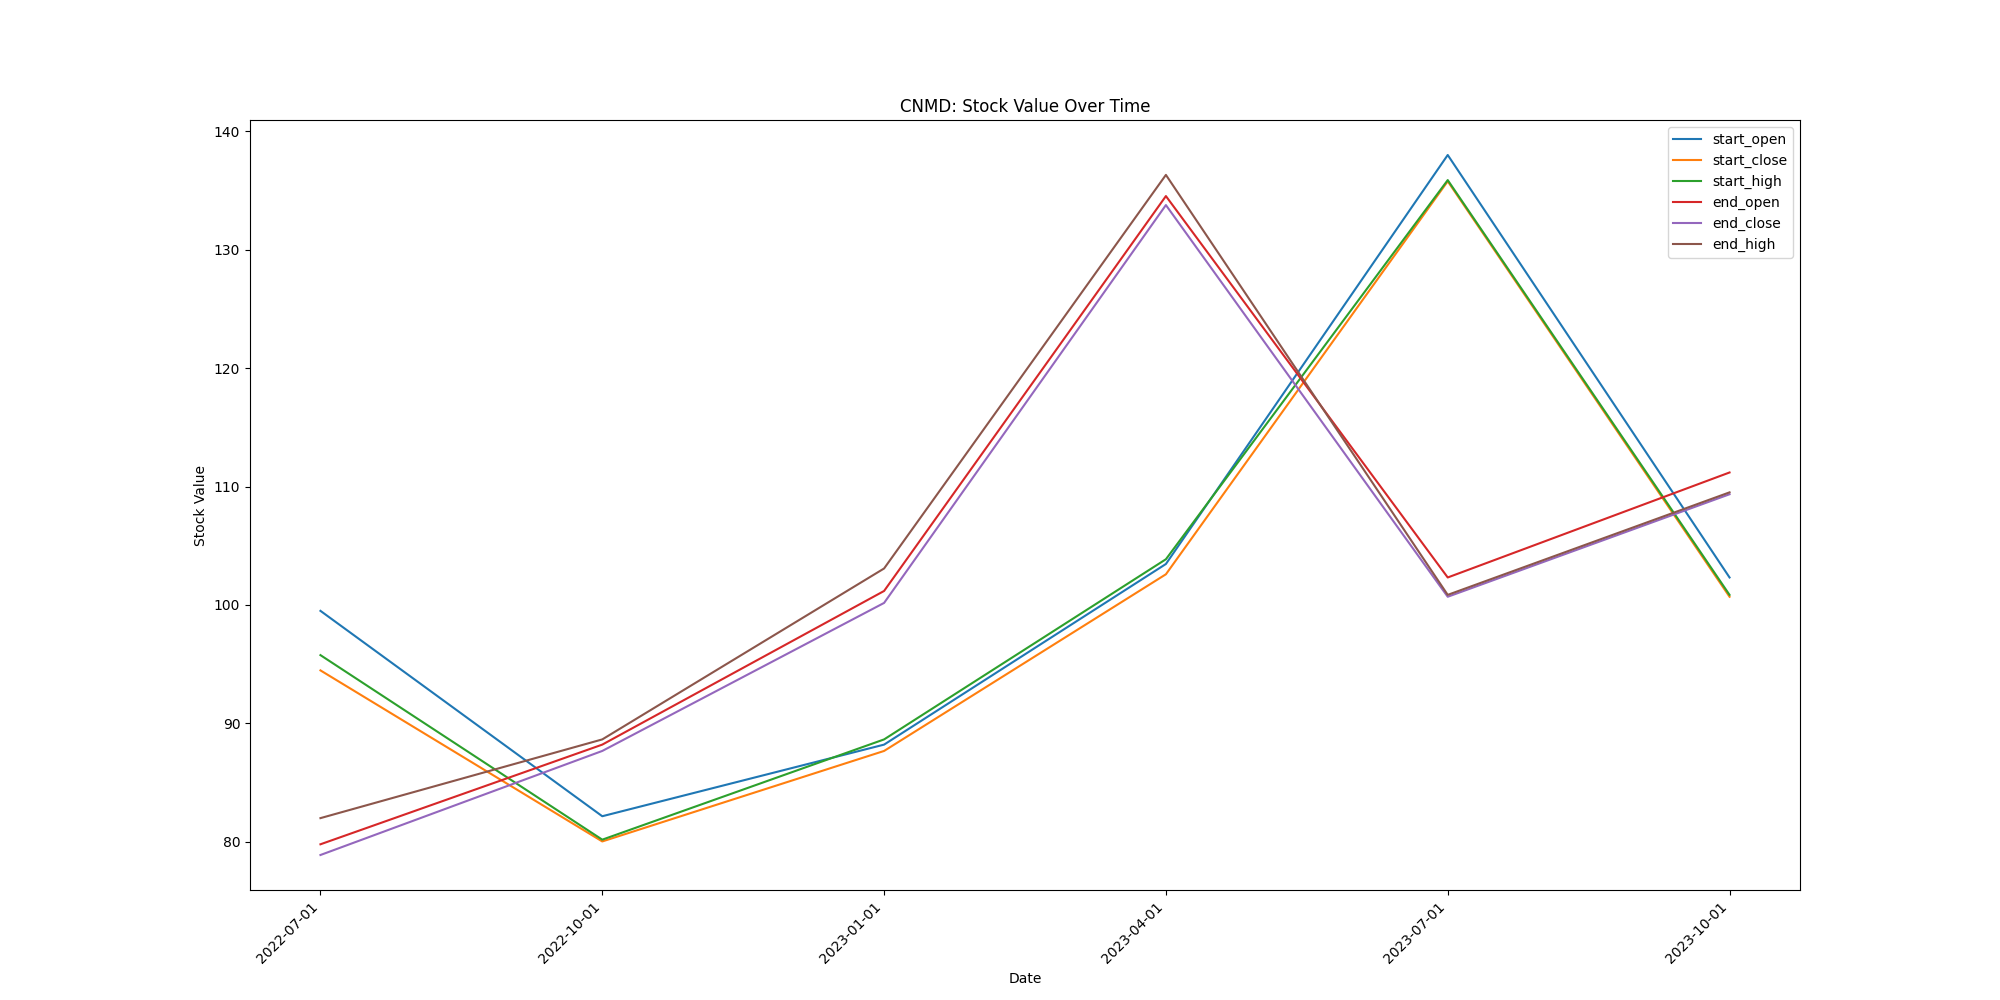 CNMD: Stock Value Over Time
140
130
120
110
100
90
80
Stock Value
start_open
start_close
start_high
end_open
end_close
end_high
2022-07-01
2022-10-01
2023-01-01
2023-04-01
2023-07-01
2023-10-01
Date